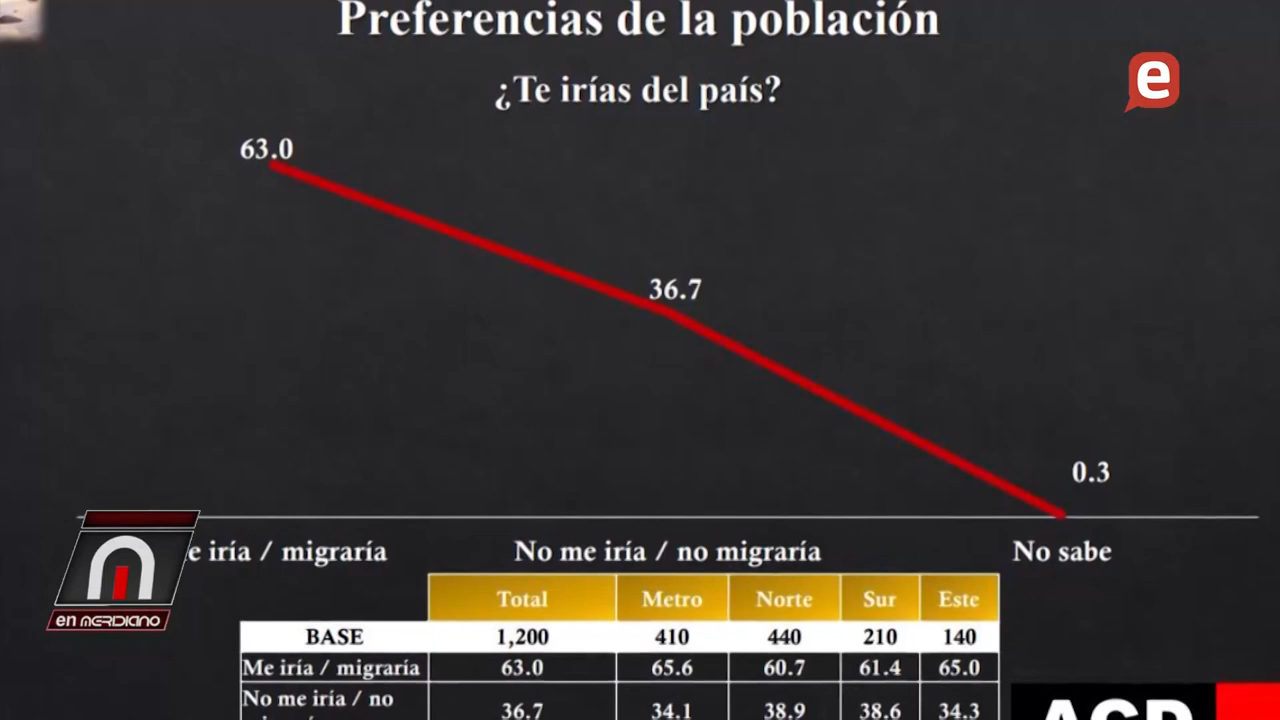 Preferencias de la población
¿Te irías del país?
e
63.0
36.7
0.3
e iría / migraría No me iría / no migraría No sabe
en MERIDIANO
Total Metro Norte Sur Este
BASE 1,200 410 440 210 140
Me iría / migraría 63.0 65.6 60.7 61.4 65.0
No me iría / no
36.7 34.1 38.9 38.6 34.3